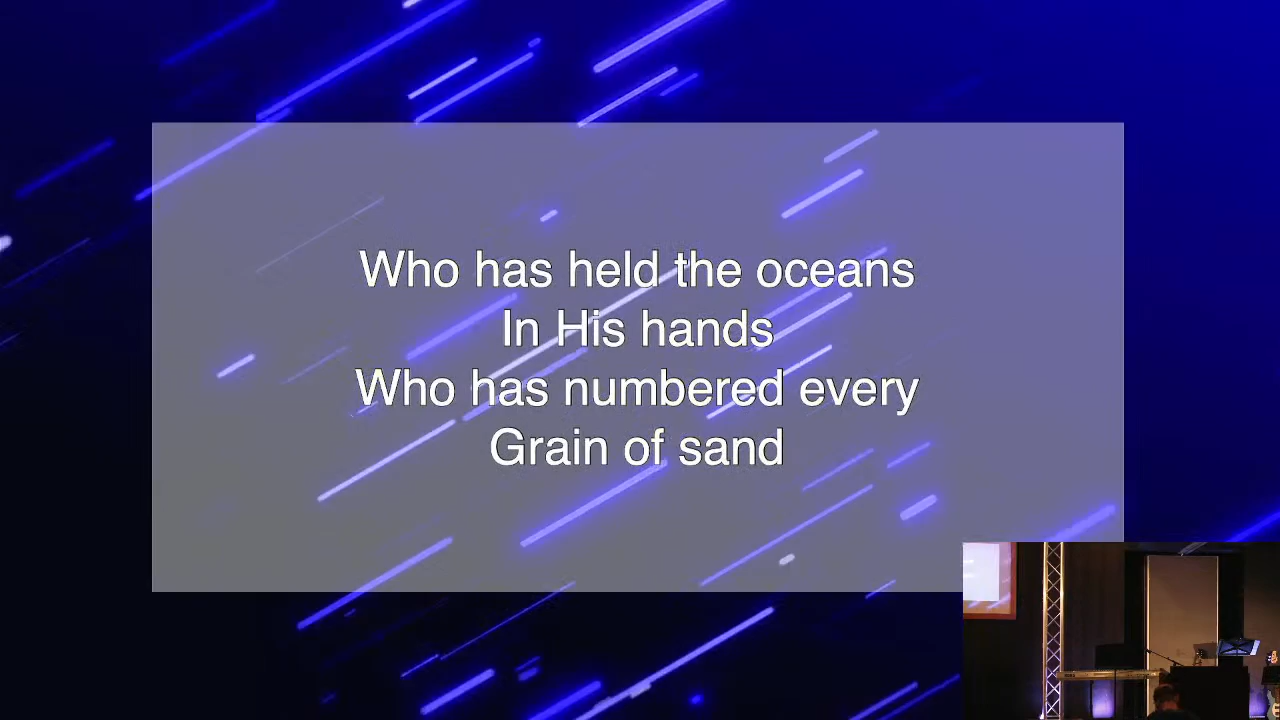 Who has held the oceans
In His hands
Who has numbered every
Grain of sand